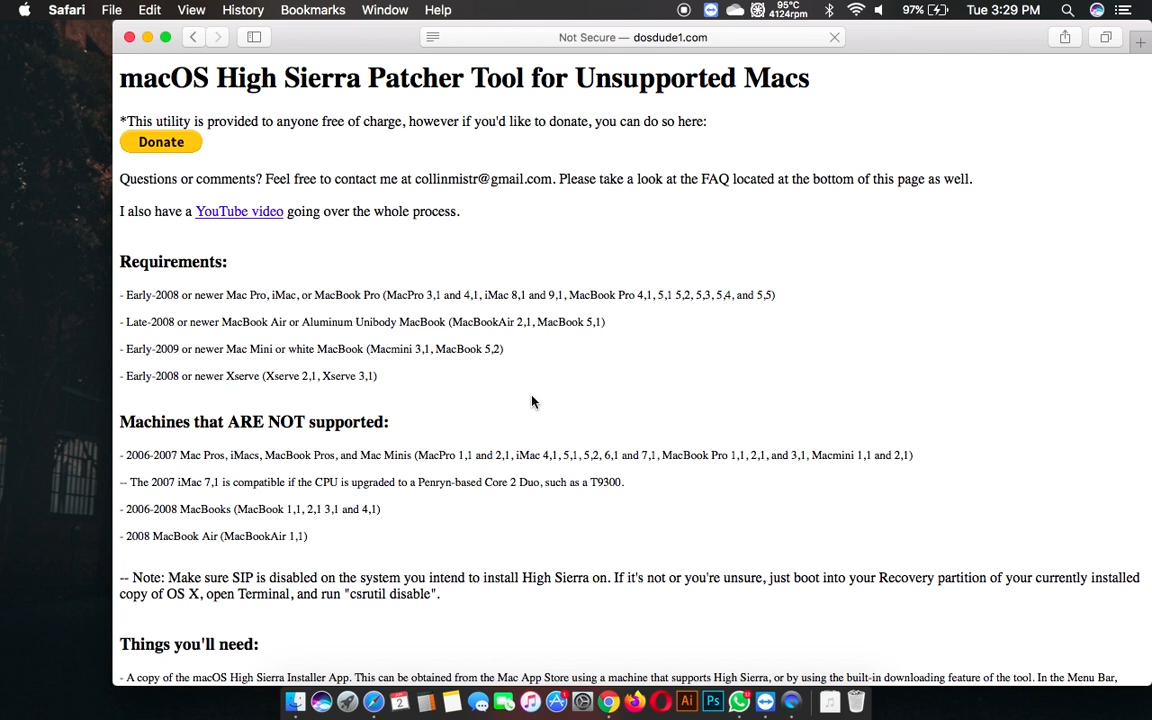 Safari File Edit View History Bookmarks Window Help 95°C 4124rpm 97% Tue 3:29 PM
Not Secure — dosdude1.com
macOS High Sierra Patcher Tool for Unsupported Macs
*This utility is provided to anyone free of charge, however if you'd like to donate, you can do so here:
Donate
Questions or comments? Feel free to contact me at collinmistr@gmail.com. Please take a look at the FAQ located at the bottom of this page as well.
I also have a YouTube video going over the whole process.
Requirements:
- Early-2008 or newer Mac Pro, iMac, or MacBook Pro (MacPro 3,1 and 4,1, iMac 8,1 and 9,1, MacBook Pro 4,1, 5,1 5,2, 5,3, 5,4, and 5,5)
- Late-2008 or newer MacBook Air or Aluminum Unibody MacBook (MacBookAir 2,1, MacBook 5,1)
- Early-2009 or newer Mac Mini or white MacBook (Macmini 3,1, MacBook 5,2)
- Early-2008 or newer Xserve (Xserve 2,1, Xserve 3,1)
Machines that ARE NOT supported:
- 2006-2007 Mac Pros, iMacs, MacBook Pros, and Mac Minis (MacPro 1,1 and 2,1, iMac 4,1, 5,1, 5,2, 6,1 and 7,1, MacBook Pro 1,1, 2,1, and 3,1, Macmini 1,1 and 2,1)
-- The 2007 iMac 7,1 is compatible if the CPU is upgraded to a Penryn-based Core 2 Duo, such as a T9300.
- 2006-2008 MacBooks (MacBook 1,1, 2,1 3,1 and 4,1)
- 2008 MacBook Air (MacBookAir 1,1)
-- Note: Make sure SIP is disabled on the system you intend to install High Sierra on. If it's not or you're unsure, just boot into your Recovery partition of your currently installed
copy of OS X, open Terminal, and run "csrutil disable".
Things you'll need:
- A copy of the macOS High Sierra Installer App. This can be obtained from the Mac App Store using a machine that supports High Sierra, or by using the built-in downloading feature of the tool. In the Menu Bar,
2 Ai Ps